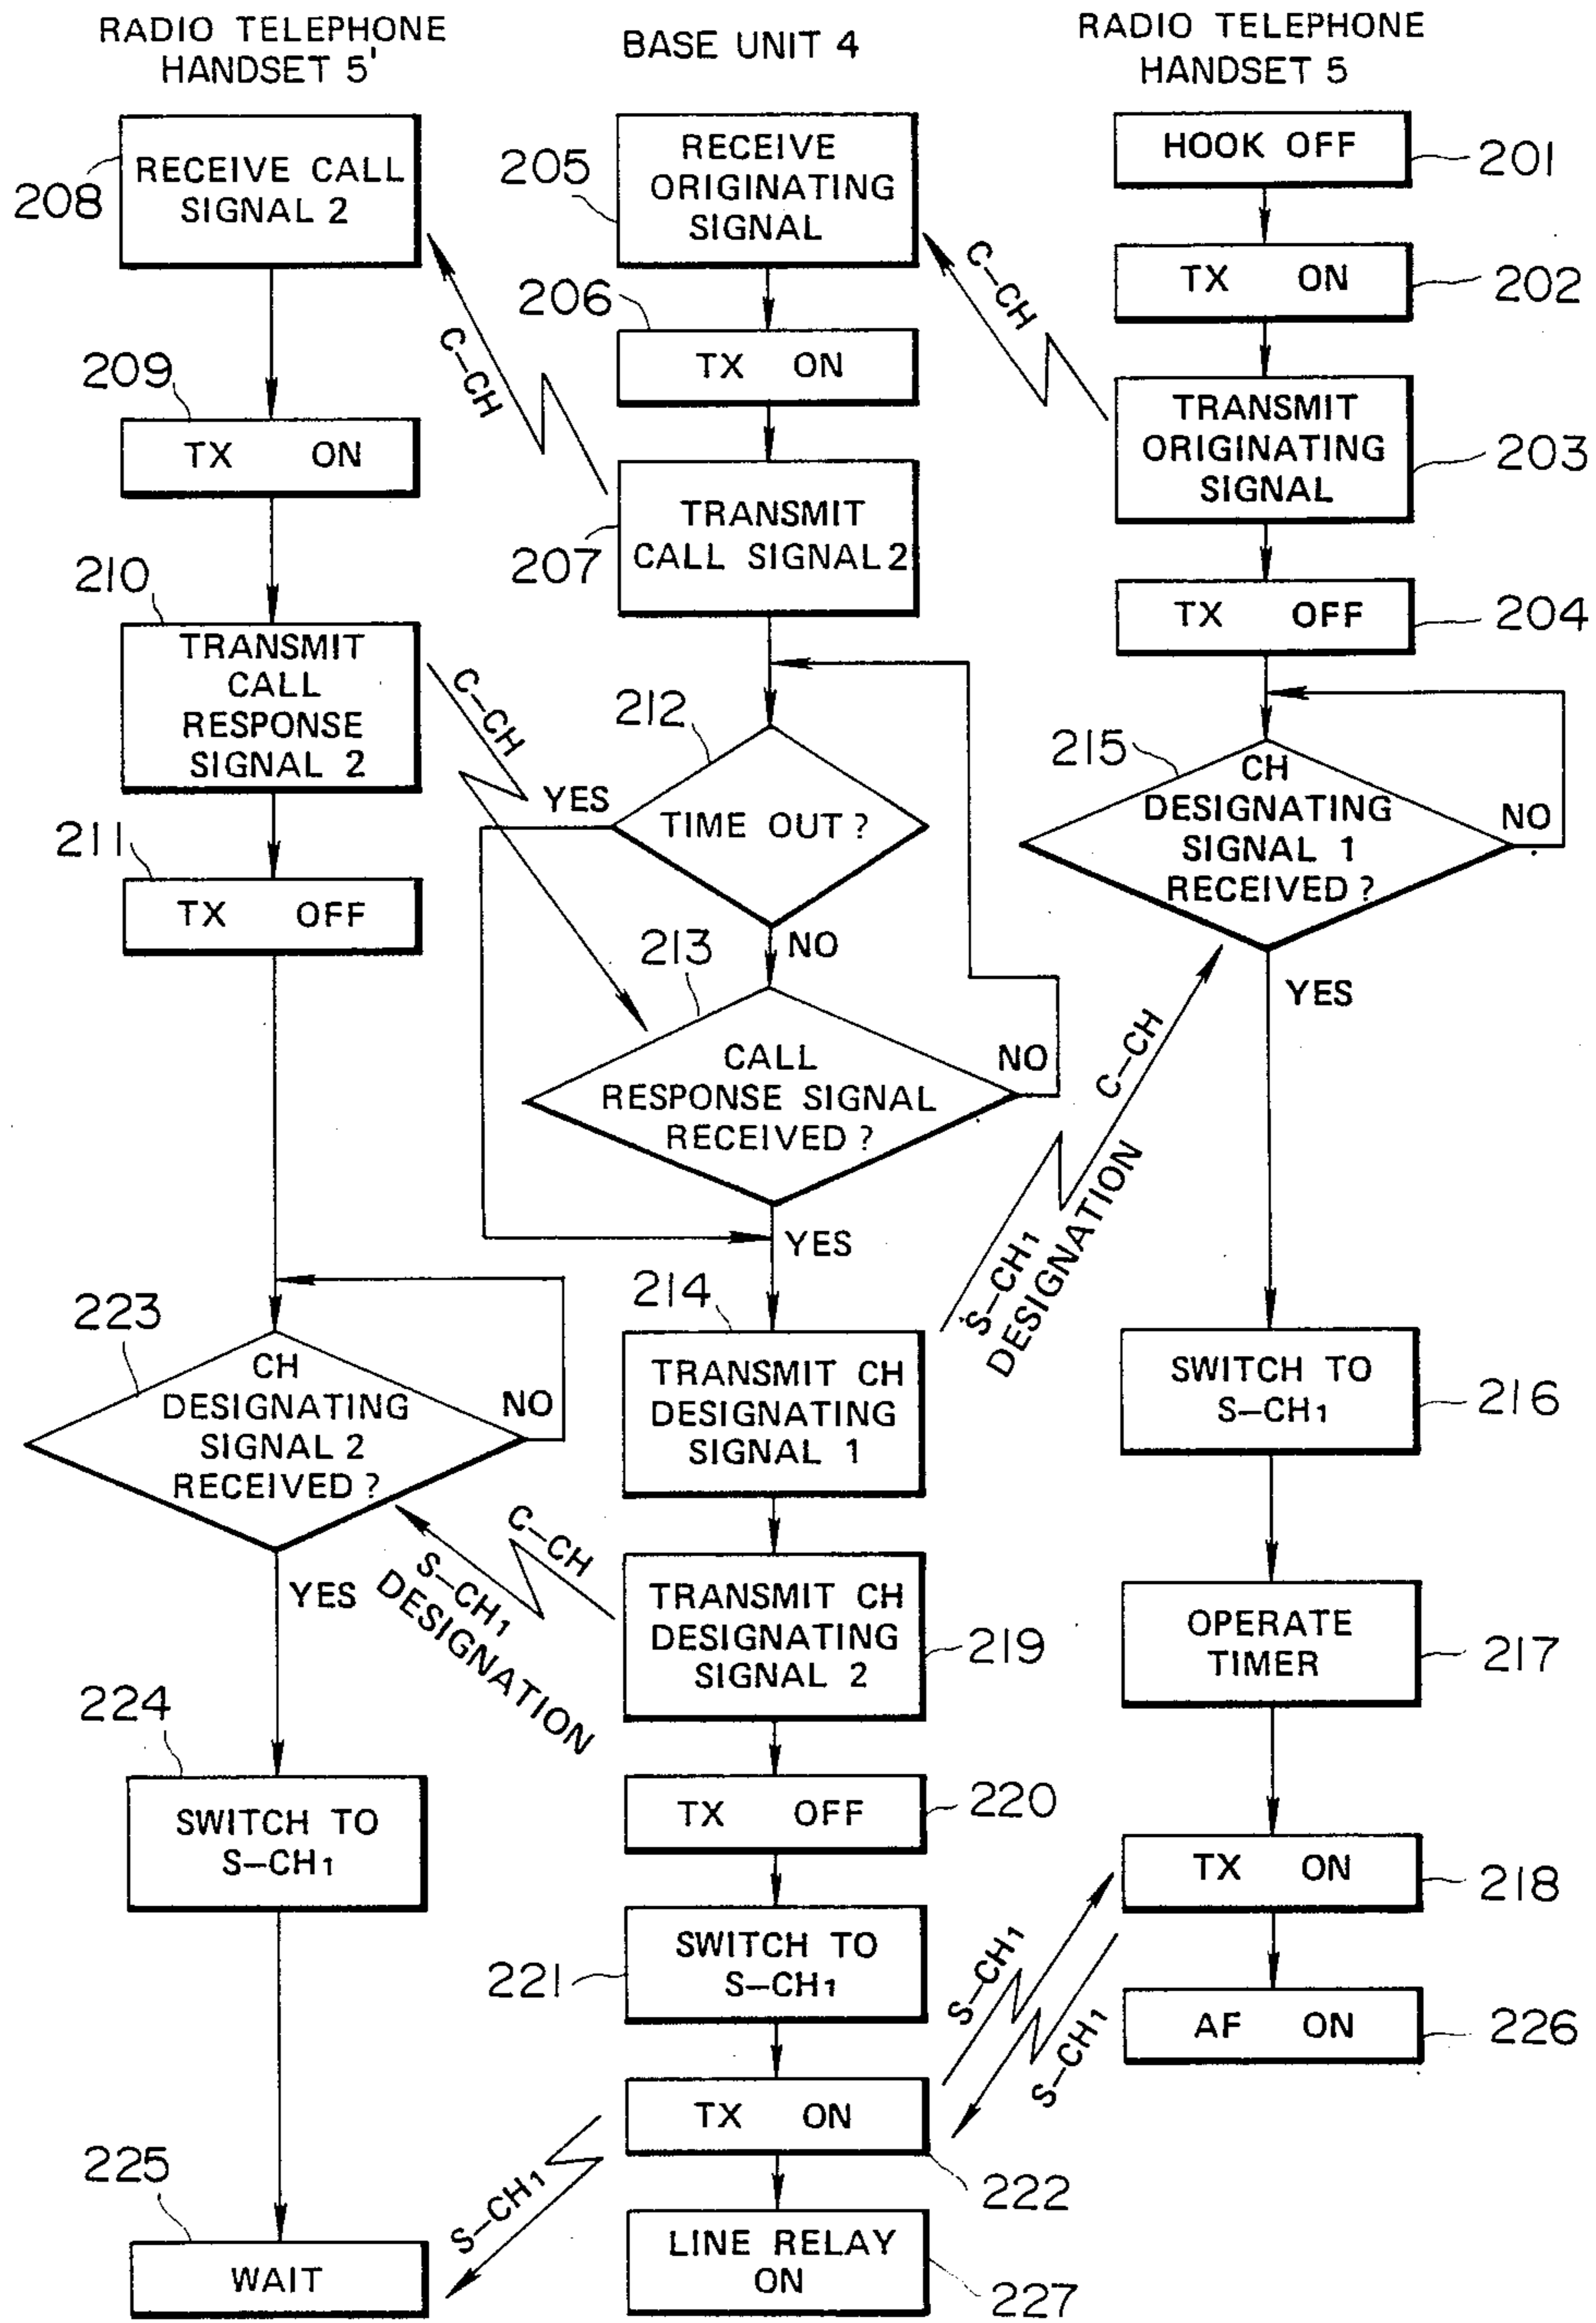 RADIO TELEPHONE
HANDSET 5'
208
RECEIVE CALL
SIGNAL 2
209
TX ON
210
TRANSMIT
CALL
RESPONSE
SIGNAL 2
211
TX OFF
223
CH
DESIGNATING
SIGNAL 2
RECEIVED ?
NO
YES
224
SWITCH TO
S-CH1
225
WAIT
BASE UNIT 4
205
RECEIVE
ORIGINATING
SIGNAL
206
TX ON
C-CH
207
TRANSMIT
CALL SIGNAL 2
C-CH
212
YES
TIME OUT ?
NO
213
CALL
RESPONSE SIGNAL
RECEIVED ?
NO
YES
214
TRANSMIT CH
DESIGNATING
SIGNAL 1
C-CH
S-CH1
DESIGNATION
TRANSMIT CH
DESIGNATING
SIGNAL 2
219
TX OFF
220
221
SWITCH TO
S-CH1
TX ON
222
S-CH1
LINE RELAY
ON
227
RADIO TELEPHONE
HANDSET 5
HOOK OFF
201
TX ON
202
C-CH
TRANSMIT
ORIGINATING
SIGNAL
203
TX OFF
204
215
CH
DESIGNATING
SIGNAL 1
RECEIVED ?
NO
YES
C-CH
S-CH1
DESIGNATION
SWITCH TO
S-CH1
216
OPERATE
TIMER
217
TX ON
218
S-CH1
S-CH1
AF ON
226